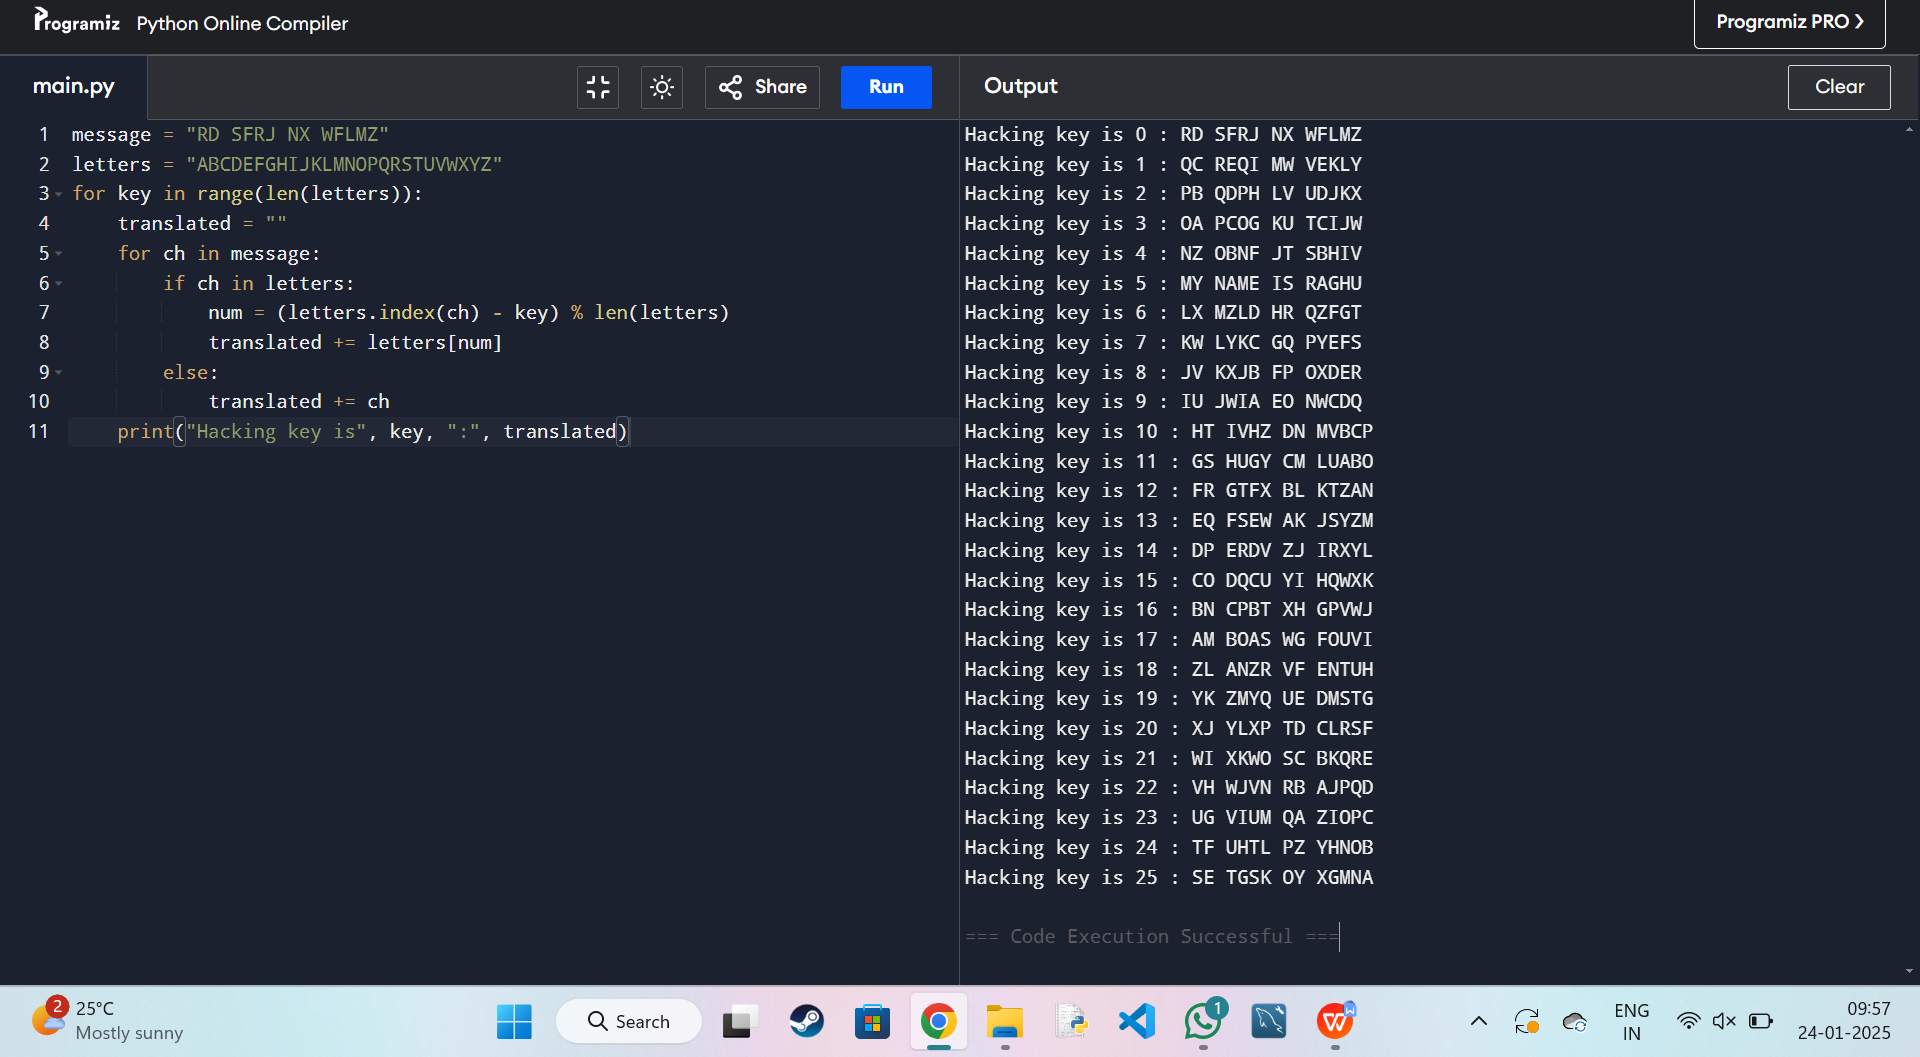 Programiz Python Online Compiler
Programiz PRO ❯
main.py
Share
Run
Output
Clear
1 message = "RD SFRJ NX WFLMZ"
2 letters = "ABCDEFGHIJKLMNOPQRSTUVWXYZ"
3 for key in range(len(letters)):
4     translated = ""
5     for ch in message:
6         if ch in letters:
7             num = (letters.index(ch) - key) % len(letters)
8             translated += letters[num]
9         else:
10             translated += ch
11     print("Hacking key is", key, ":", translated)
Hacking key is 0 : RD SFRJ NX WFLMZ
Hacking key is 1 : QC REQI MW VEKLY
Hacking key is 2 : PB QDPH LV UDJKX
Hacking key is 3 : OA PCOG KU TCIJW
Hacking key is 4 : NZ OBNF JT SBHIV
Hacking key is 5 : MY NAME IS RAGHU
Hacking key is 6 : LX MZLD HR QZFGT
Hacking key is 7 : KW LYKC GQ PYEFS
Hacking key is 8 : JV KXJB FP OXDER
Hacking key is 9 : IU JWIA EO NWCDQ
Hacking key is 10 : HT IVHZ DN MVBCP
Hacking key is 11 : GS HUGY CM LUABO
Hacking key is 12 : FR GTFX BL KTZAN
Hacking key is 13 : EQ FSEW AK JSYZM
Hacking key is 14 : DP ERDV ZJ IRXYL
Hacking key is 15 : CO DQCU YI HQWXK
Hacking key is 16 : BN CPBT XH GPVWJ
Hacking key is 17 : AM BOAS WG FOUVI
Hacking key is 18 : ZL ANZR VF ENTUH
Hacking key is 19 : YK ZMYQ UE DMSTG
Hacking key is 20 : XJ YLXP TD CLRSF
Hacking key is 21 : WI XKWO SC BKQRE
Hacking key is 22 : VH WJVN RB AJPQD
Hacking key is 23 : UG VIUM QA ZIOPC
Hacking key is 24 : TF UHTL PZ YHNOB
Hacking key is 25 : SE TGSK OY XGMNA
=== Code Execution Successful ===
2
25°C
Mostly sunny
Search
1
W
W
ENG
IN
09:57
24-01-2025